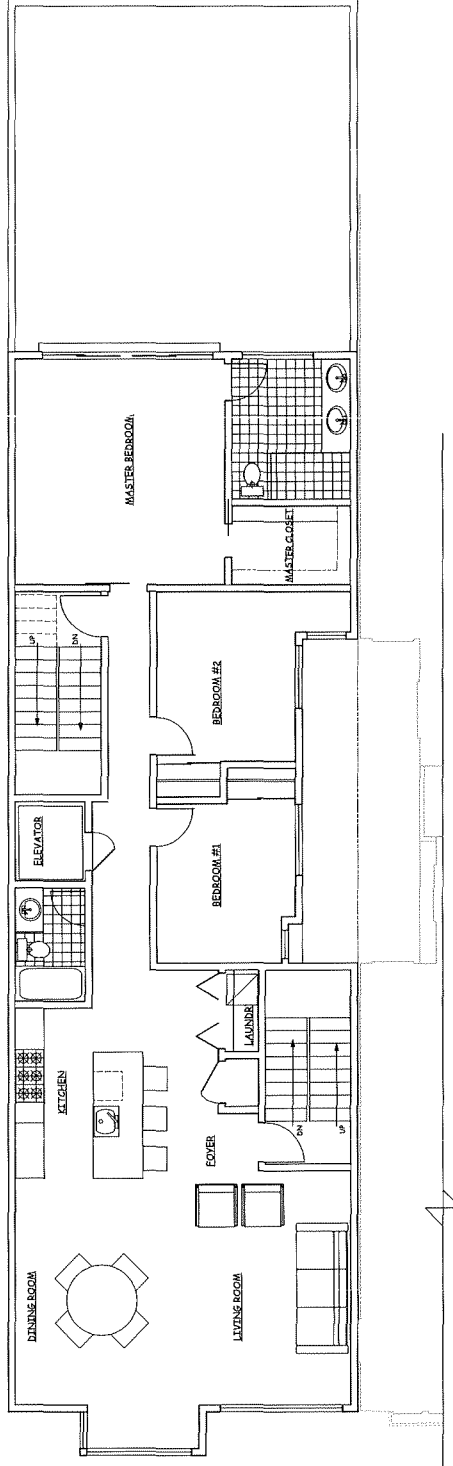 MASTER BEDROOM
MASTER CLOSET
UP
DN
BEDROOM #2
ELEVATOR
BEDROOM #1
KITCHEN
LAUNDR
FOYER
DN
UP
DINING ROOM
LIVING ROOM